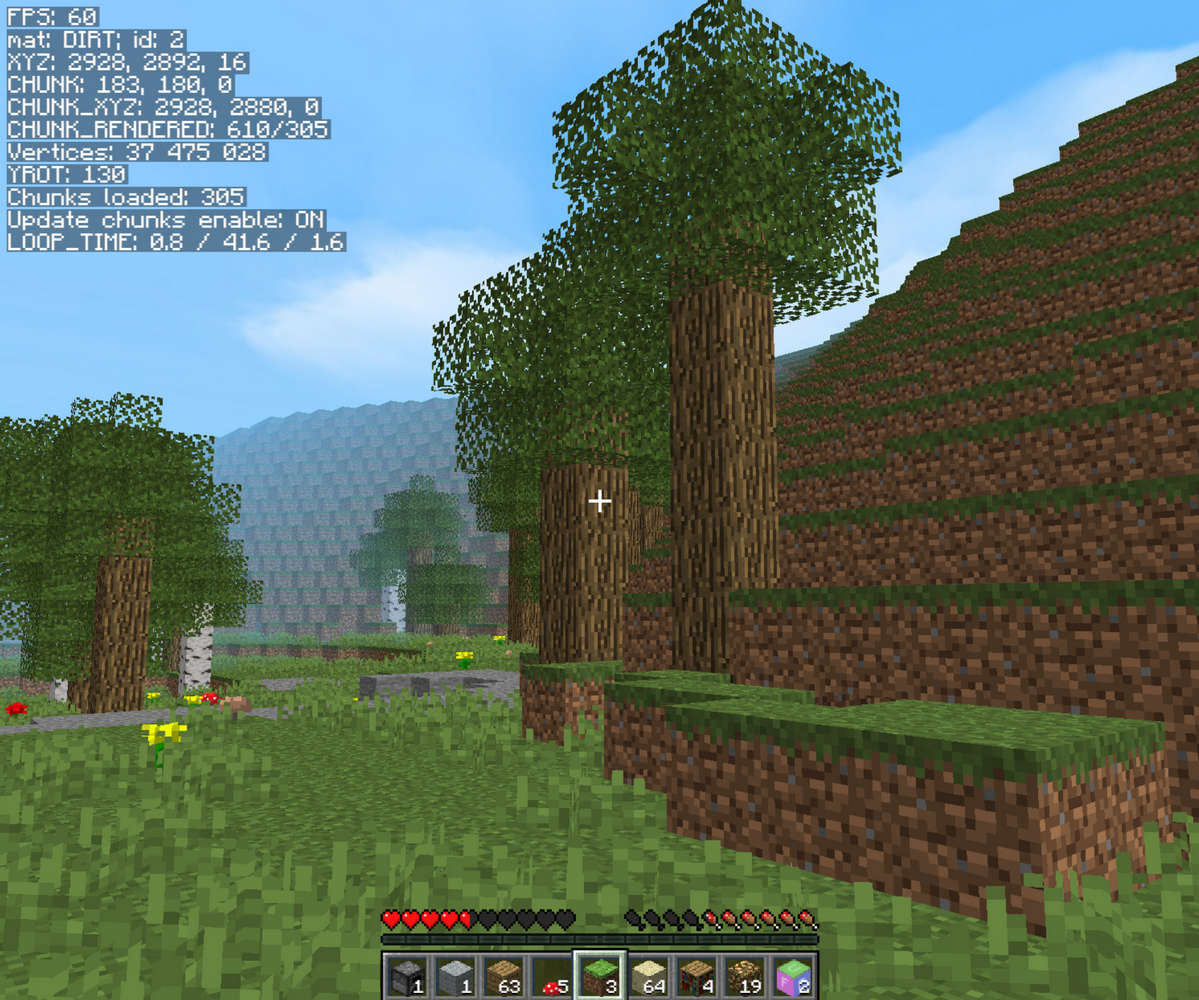 FPS: 60
mat: DIRT; id: 2
XYZ: 2928, 2892, 16
CHUNK: 183, 180, 0
CHUNK_XYZ: 2928, 2880, 0
CHUNK_RENDERED: 610/305
Vertices: 37 475 028
YROT: 130
Chunks loaded: 305
Update chunks enable: ON
LOOP_TIME: 0.8 / 41.6 / 1.6
1 1 63 5 3 64 4 19 2